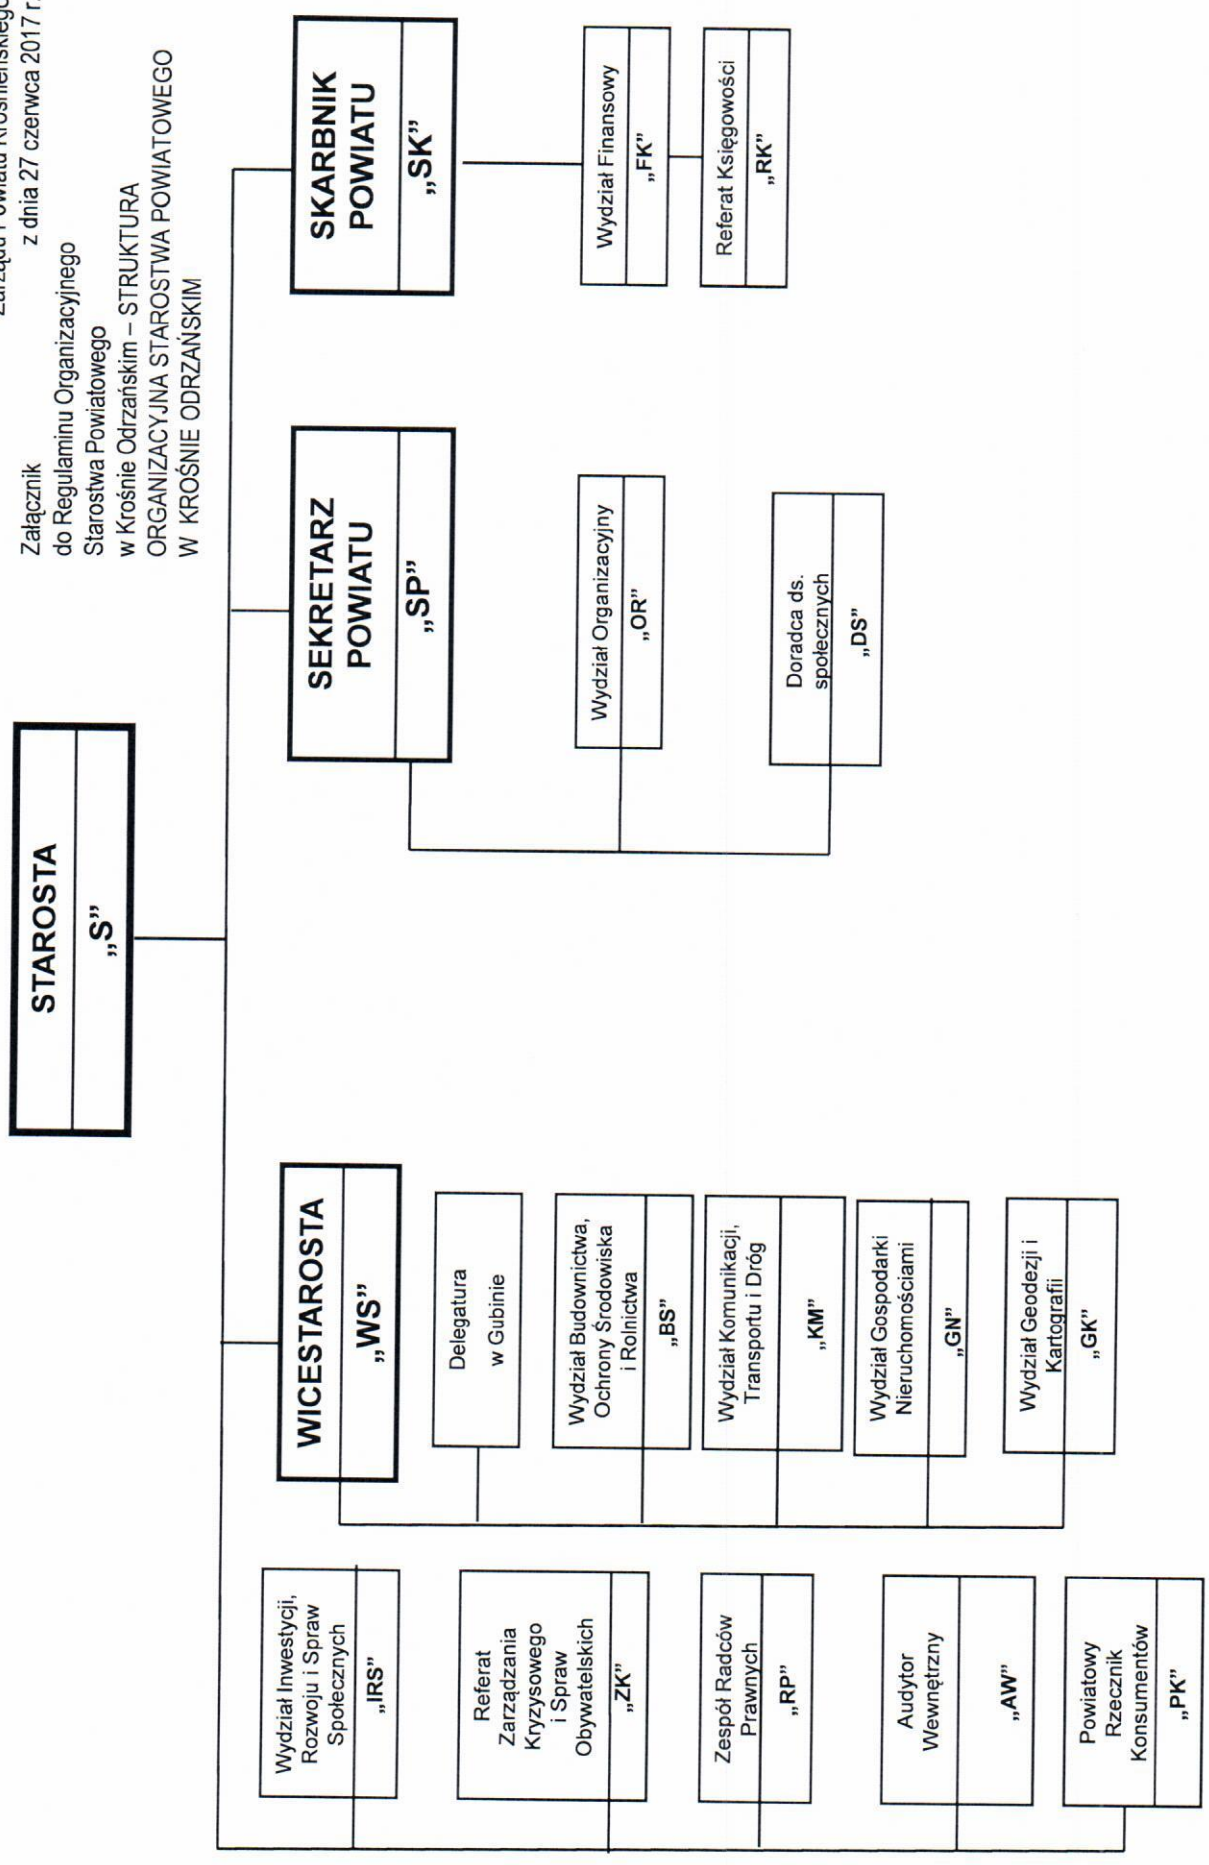 Zarządu Powiatu Krośnieńskiego
z dnia 27 czerwca 2017 r.
Załącznik
do Regulaminu Organizacyjnego
Starostwa Powiatowego
w Krośnie Odrzańskim – STRUKTURA
ORGANIZACYJNA STAROSTWA POWIATOWEGO
W KROŚNIE ODRZAŃSKIM
STAROSTA
„S”
WICESTAROSTA
„WS”
SEKRETARZ
POWIATU
„SP”
SKARBNIK
POWIATU
„SK”
Wydział Inwestycji,
Rozwoju i Spraw
Społecznych
„IRS”
Referat
Zarządzania
Kryzysowego
i Spraw
Obywatelskich
„ZK”
Zespół Radców
Prawnych
„RP”
Audytor
Wewnętrzny
„AW”
Powiatowy
Rzecznik
Konsumentów
„PK”
Delegatura
w Gubinie
Wydział Budownictwa,
Ochrony Środowiska
i Rolnictwa
„BS”
Wydział Komunikacji,
Transportu i Dróg
„KM”
Wydział Gospodarki
Nieruchomościami
„GN”
Wydział Geodezji i
Kartografii
„GK”
Wydział Organizacyjny
„OR”
Doradca ds.
społecznych
„DS”
Wydział Finansowy
„FK”
Referat Księgowości
„RK”